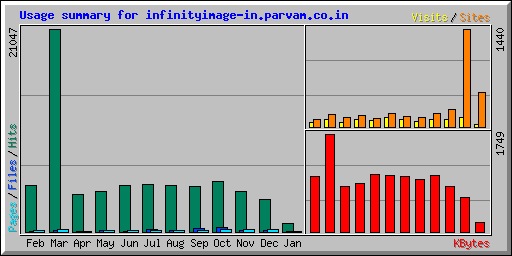 Usage summary for infinityimage-in.parvam.co.in
Visits / Sites
21047
1440
1749
Pages / Files / Hits
Feb Mar Apr May Jun Jul Aug Sep Oct Nov Dec Jan
KBytes